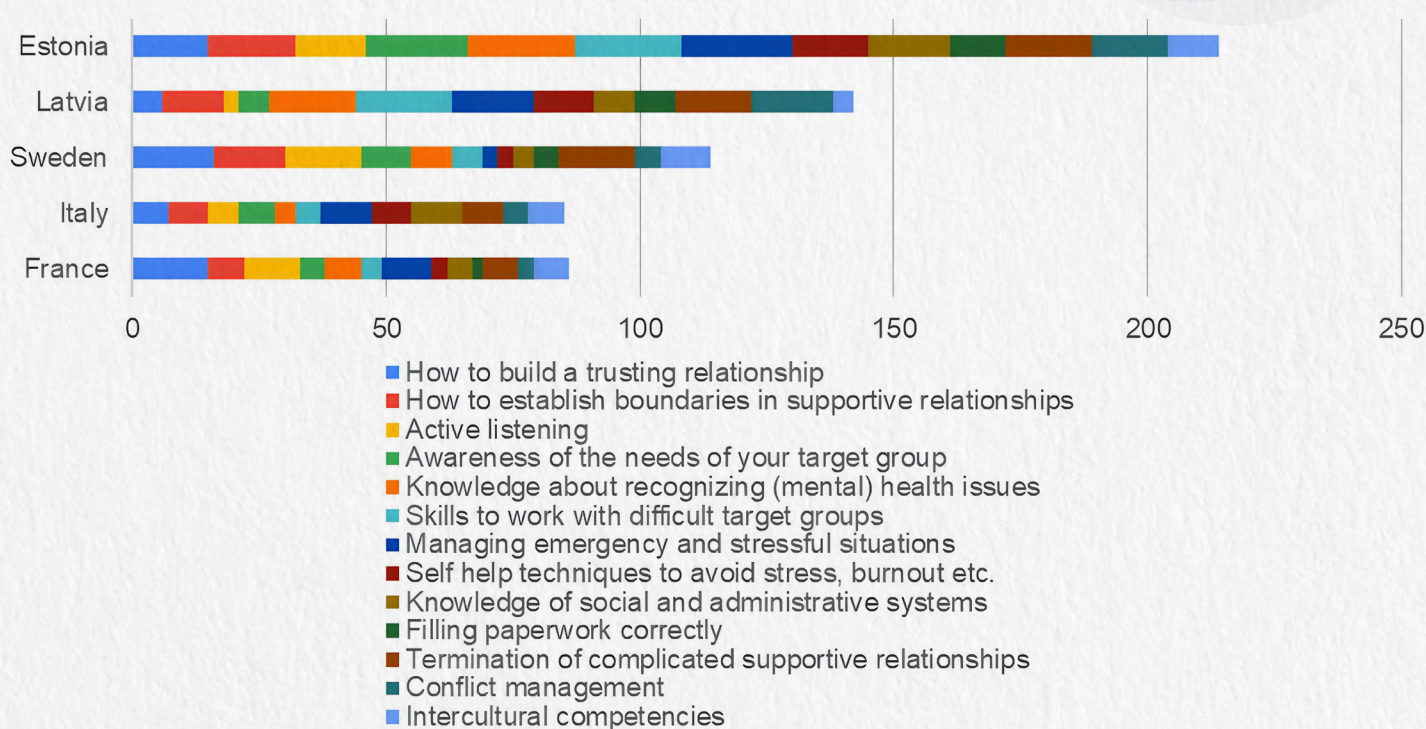 Estonia
Latvia
Sweden
Italy
France
0 50 100 150 200 250
How to build a trusting relationship
How to establish boundaries in supportive relationships
Active listening
Awareness of the needs of your target group
Knowledge about recognizing (mental) health issues
Skills to work with difficult target groups
Managing emergency and stressful situations
Self help techniques to avoid stress, burnout etc.
Knowledge of social and administrative systems
Filling paperwork correctly
Termination of complicated supportive relationships
Conflict management
Intercultural competencies